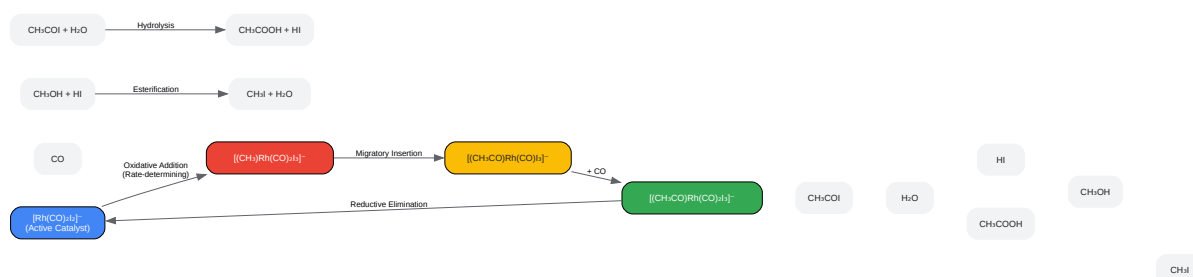 CH₃COI + H₂O
Hydrolysis
CH₃COOH + HI
CH₃OH + HI
Esterification
CH₃I + H₂O
CO
Oxidative Addition
(Rate-determining)
[(CH₃)Rh(CO)₂I₃]⁻
Migratory Insertion
[(CH₃CO)Rh(CO)I₃]⁻
+ CO
[(CH₃CO)Rh(CO)₂I₃]⁻
Reductive Elimination
[Rh(CO)₂I₂]⁻
(Active Catalyst)
CH₃COI
H₂O
HI
CH₃COOH
CH₃OH
CH₃I